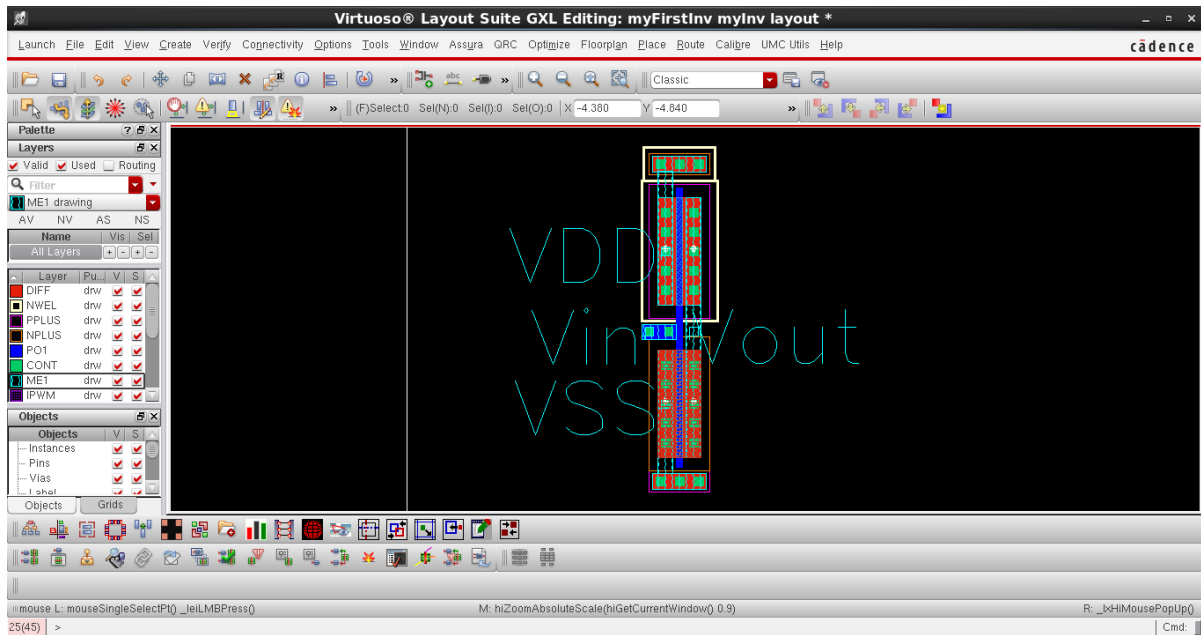 Virtuoso® Layout Suite GXL Editing: myFirstInv myInv layout *
Launch File Edit View Create Verify Connectivity Options Tools Window Assura QRC Optimize Floorplan Place Route Calibre UMC Utils Help
cādence
» » Classic
» (F)Select:0 Sel(N):0 Sel(I):0 Sel(O):0 X -4.380 Y -4.840 »
Palette
Layers
Valid Used Routing
Filter
ME1 drawing
AV NV AS NS
Name Vis Sel
All Layers + - + -
Layer Pu... V S
DIFF drw
NWEL drw
PPLUS drw
NPLUS drw
PO1 drw
CONT drw
ME1 drw
IPWM drw
Objects
Objects V S
Instances
Pins
Vias
Label
Objects Grids
VDD
Vin Vout
VSS
mouse L: mouseSingleSelectPt() _leiLMBPress() M: hiZoomAbsoluteScale(hiGetCurrentWindow() 0.9) R: _lxHiMousePopUp()
25(45) > Cmd: